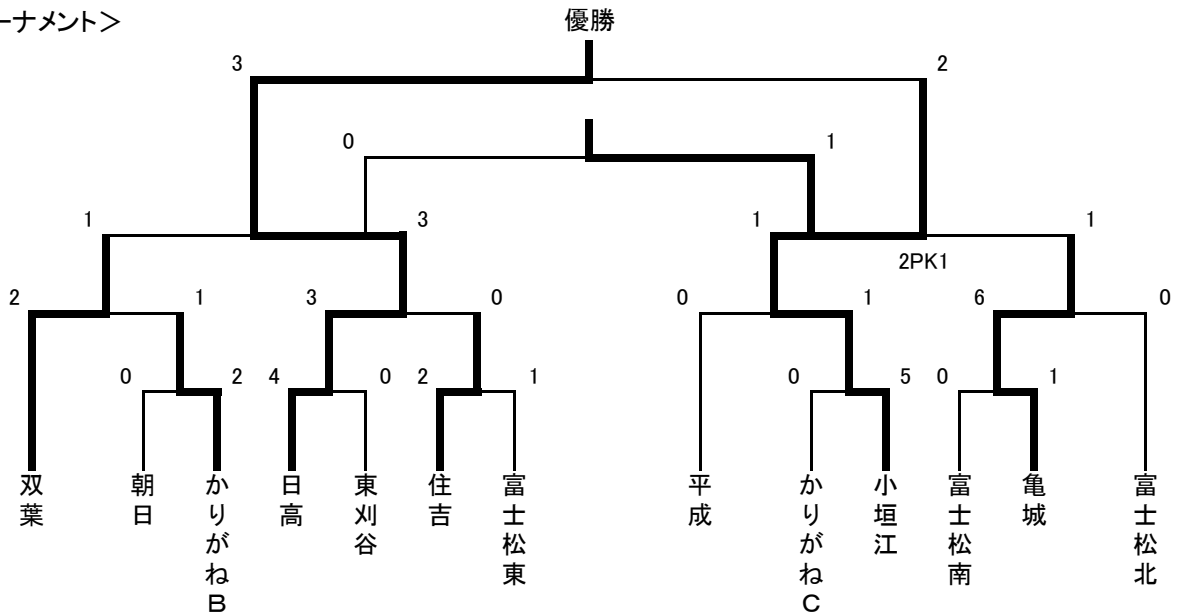 ーナメント＞
優勝
3
2
0
1
1
3
1
1
2PK1
2
1
3
0
0
1
6
0
0
2
4
0
2
1
0
5
0
1
双葉
朝日
かりがねB
日高
東刈谷
住吉
富士松東
平成
かりがねC
小垣江
富士松南
亀城
富士松北